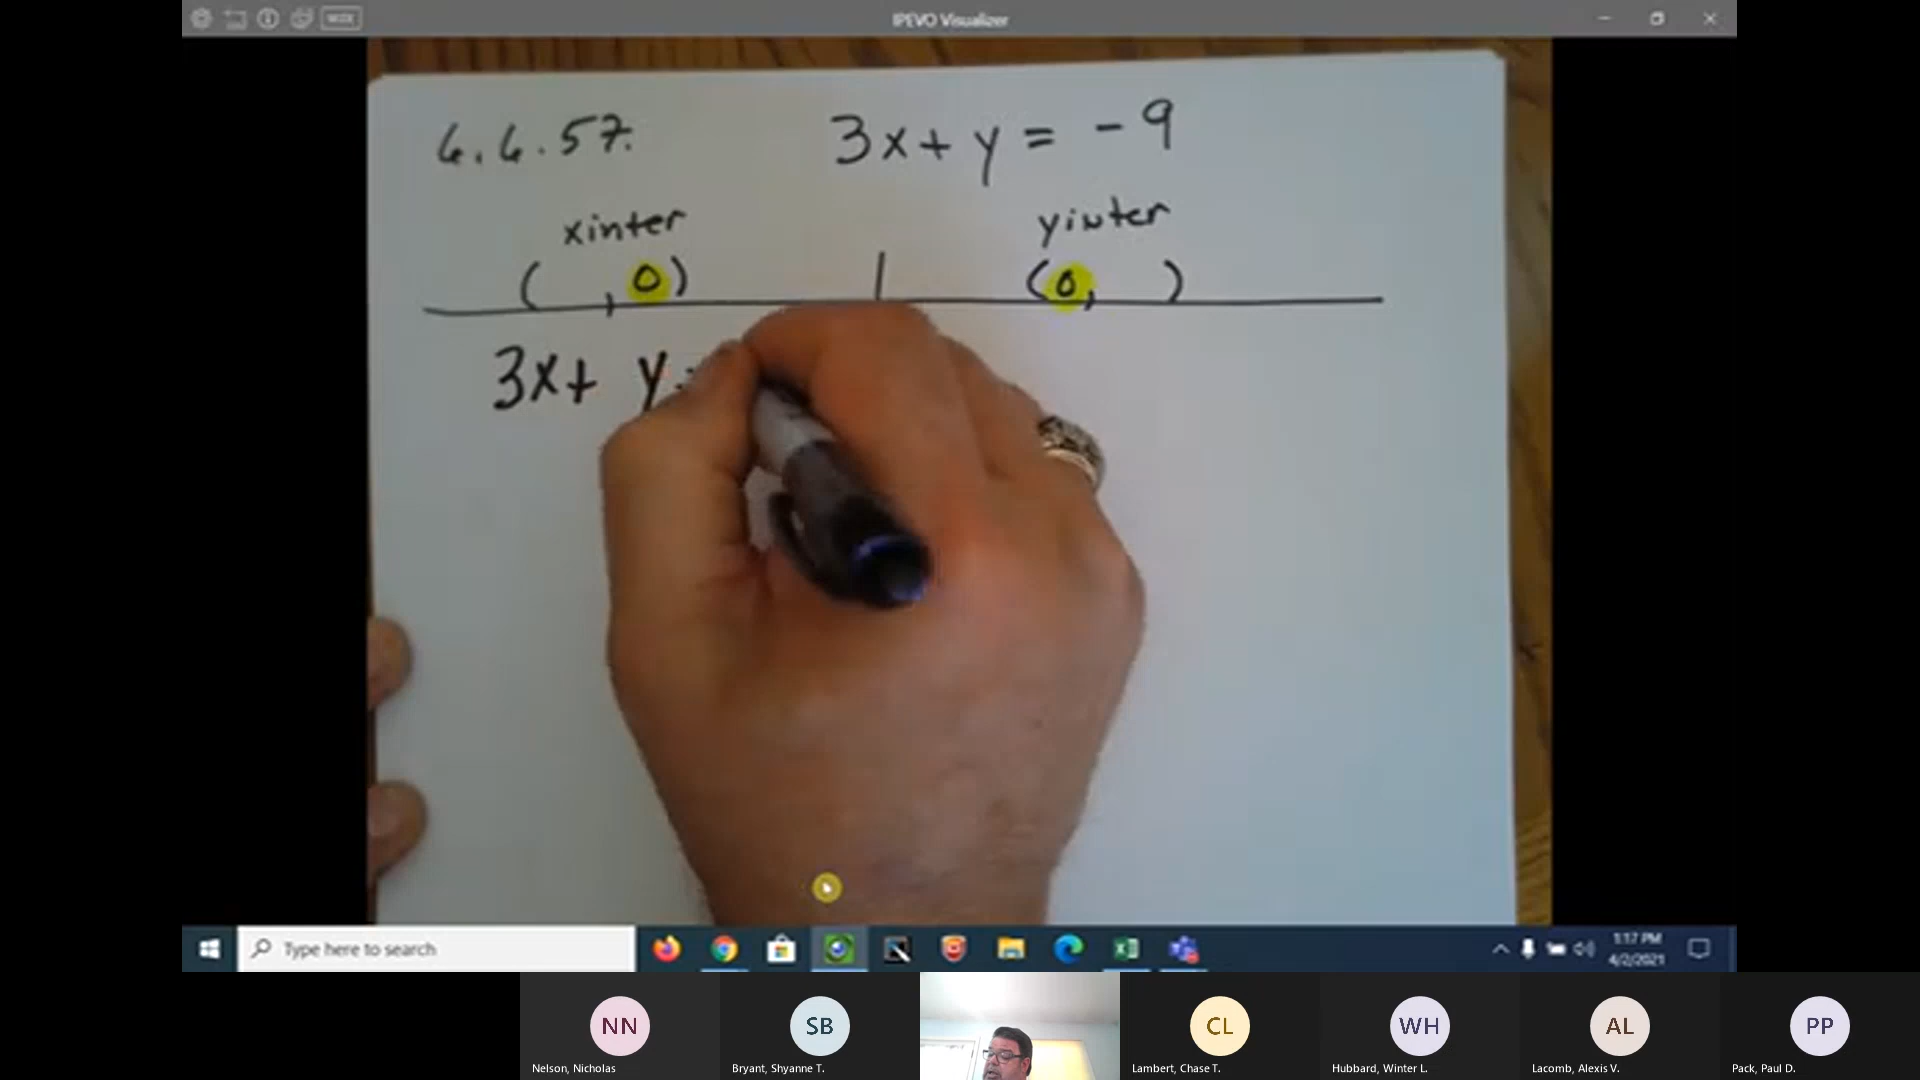 IPEVO Visualizer
6.6.57.
3x + y = -9
xinter
yinter
( , 0)
(0, )
3x + y =
Type here to search
1:17 PM
4/2/2021
NN
SB
CL
WH
AL
PP
Nelson, Nicholas
Bryant, Shyanne T.
Lambert, Chase T.
Hubbard, Winter L.
Lacomb, Alexis V.
Pack, Paul D.